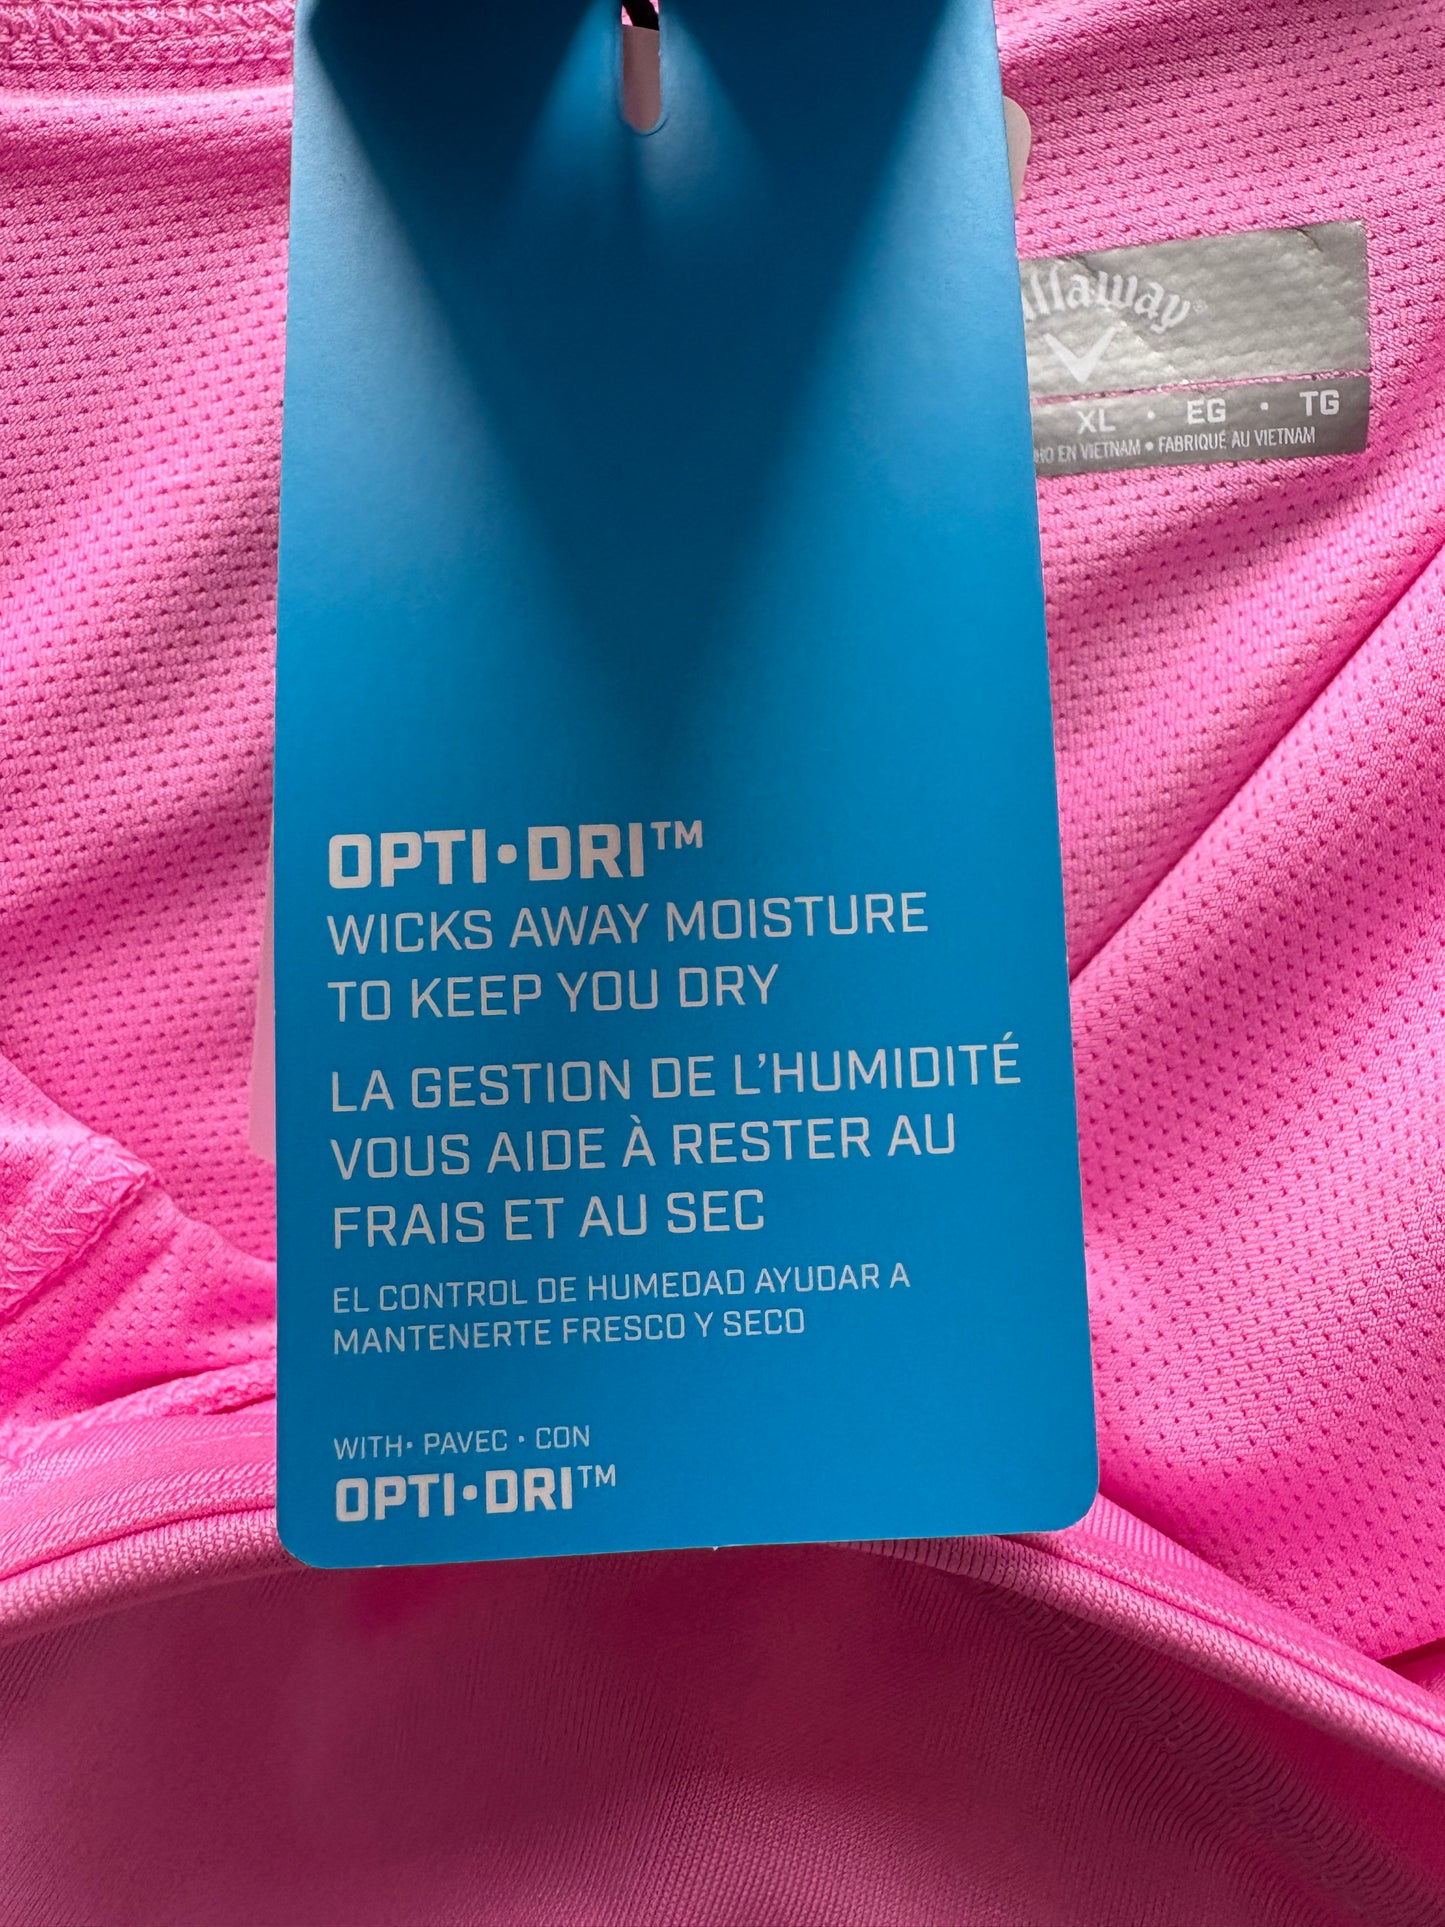 XL • EG • TG
EN VIETNAM • FABRIQUÉ AU VIETNAM
OPTI•DRI™
WICKS AWAY MOISTURE
TO KEEP YOU DRY
LA GESTION DE L'HUMIDITÉ
VOUS AIDE À RESTER AU
FRAIS ET AU SEC
EL CONTROL DE HUMEDAD AYUDAR A
MANTENERTE FRESCO Y SECO
WITH• PAVEC • CON
OPTI•DRI™